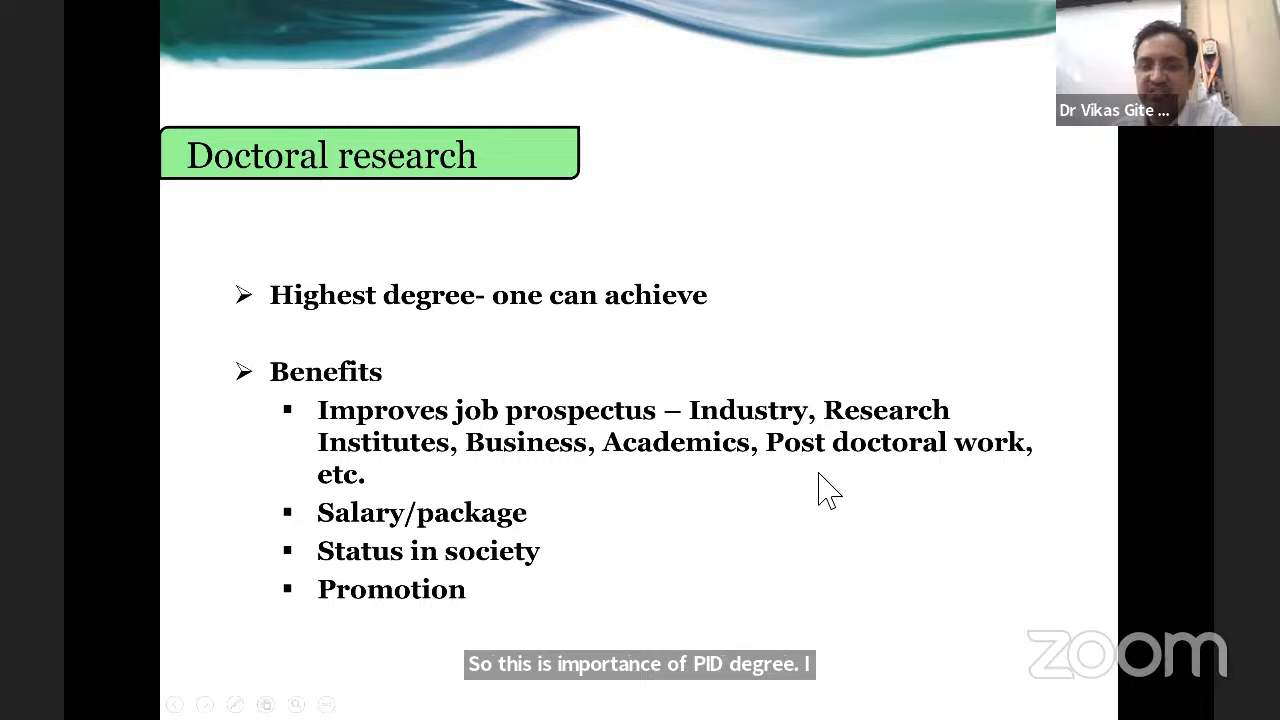 Dr Vikas Gite ...
Doctoral research
Highest degree- one can achieve
Benefits
Improves job prospectus – Industry, Research
Institutes, Business, Academics, Post doctoral work,
etc.
Salary/package
Status in society
Promotion
So this is importance of PID degree. I
zoom